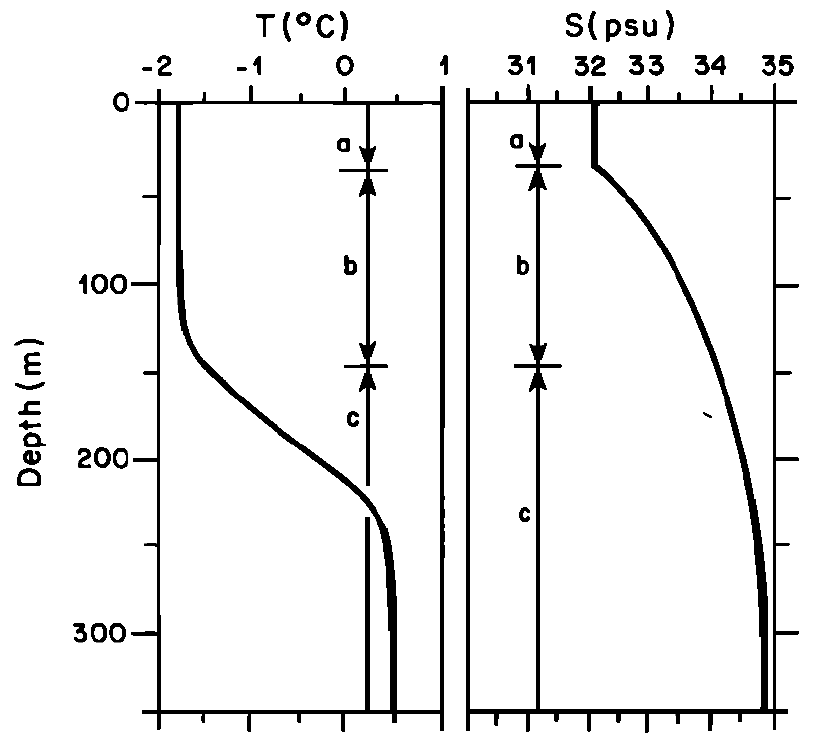 T(°C) S(psu)
-2 -1 0 1 31 32 33 34 35
0
a a
b b
100
Depth(m)
c
200
c
300